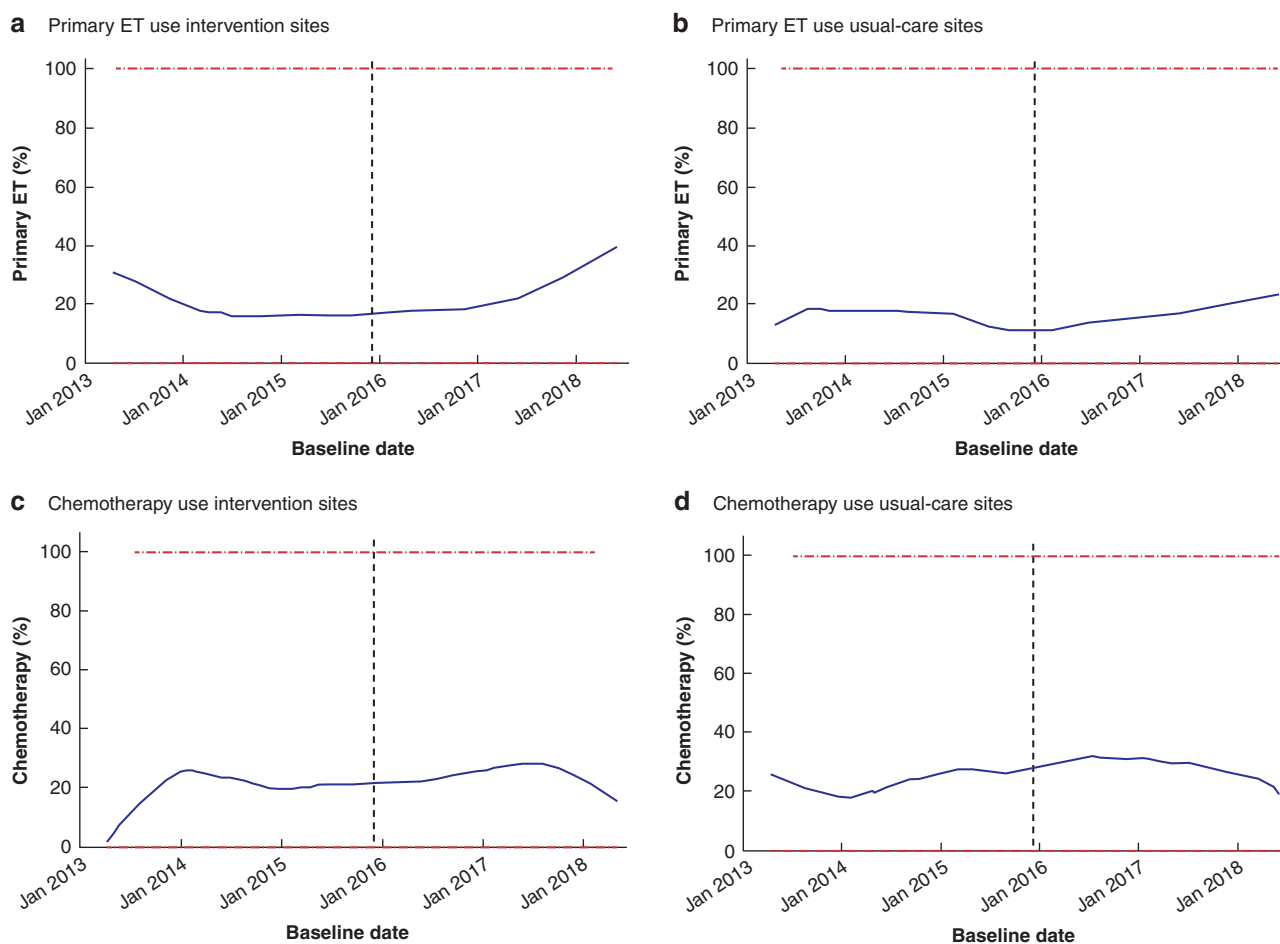 a Primary ET use intervention sites
100
80
60
40
20
0
Primary ET (%)
Jan 2013
Jan 2014
Jan 2015
Jan 2016
Jan 2017
Jan 2018
Baseline date
b Primary ET use usual-care sites
100
80
60
40
20
0
Primary ET (%)
Jan 2013
Jan 2014
Jan 2015
Jan 2016
Jan 2017
Jan 2018
Baseline date
c Chemotherapy use intervention sites
100
80
60
40
20
0
Chemotherapy (%)
Jan 2013
Jan 2014
Jan 2015
Jan 2016
Jan 2017
Jan 2018
Baseline date
d Chemotherapy use usual-care sites
100
80
60
40
20
0
Chemotherapy (%)
Jan 2013
Jan 2014
Jan 2015
Jan 2016
Jan 2017
Jan 2018
Baseline date